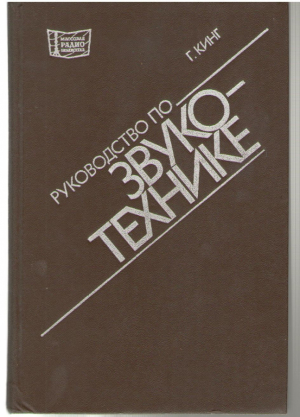 МАССОВАЯ
РАДИО
БИБЛИОТЕКА
Г. КИНГ
РУКОВОДСТВО ПО
ЗВУКО-
ТЕХНИКЕ